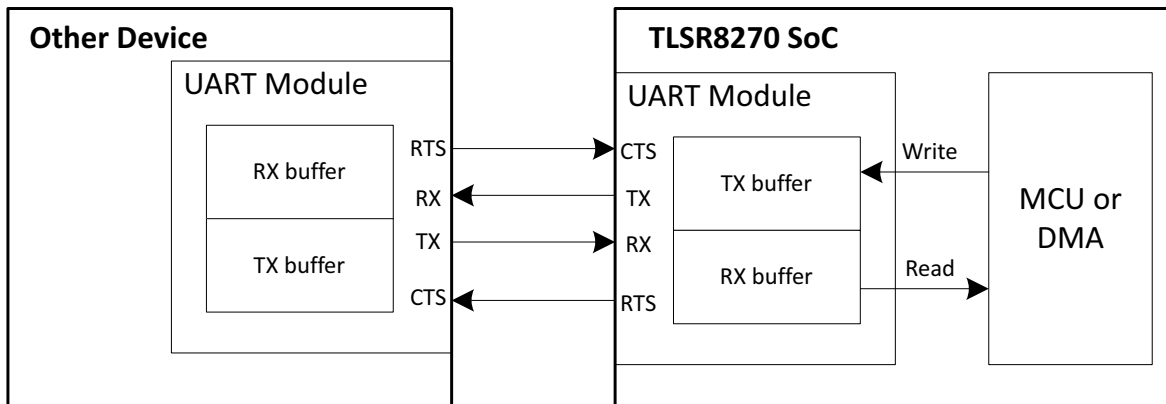 Other Device
UART Module
RX buffer
TX buffer
RTS
RX
TX
CTS
TLSR8270 SoC
UART Module
CTS
TX
RX
RTS
TX buffer
RX buffer
Write
Read
MCU or
DMA